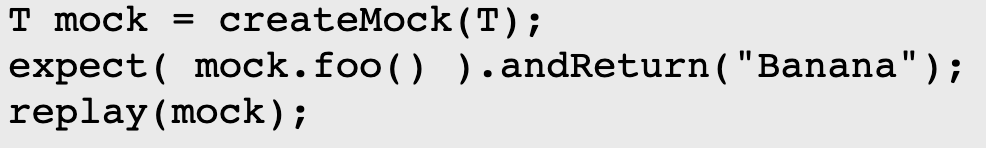 T mock = createMock(T);
expect( mock.foo() ).andReturn("Banana");
replay(mock);